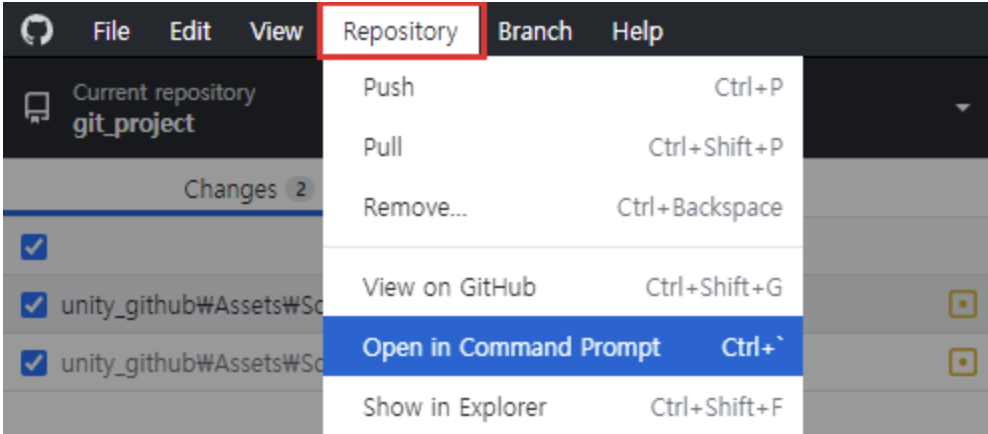 File Edit View Repository Branch Help
Current repository
git_project
Changes 2
unity_github₩Assets₩Sc
unity_github₩Assets₩Sc
Push Ctrl+P
Pull Ctrl+Shift+P
Remove... Ctrl+Backspace
View on GitHub Ctrl+Shift+G
Open in Command Prompt Ctrl+`
Show in Explorer Ctrl+Shift+F